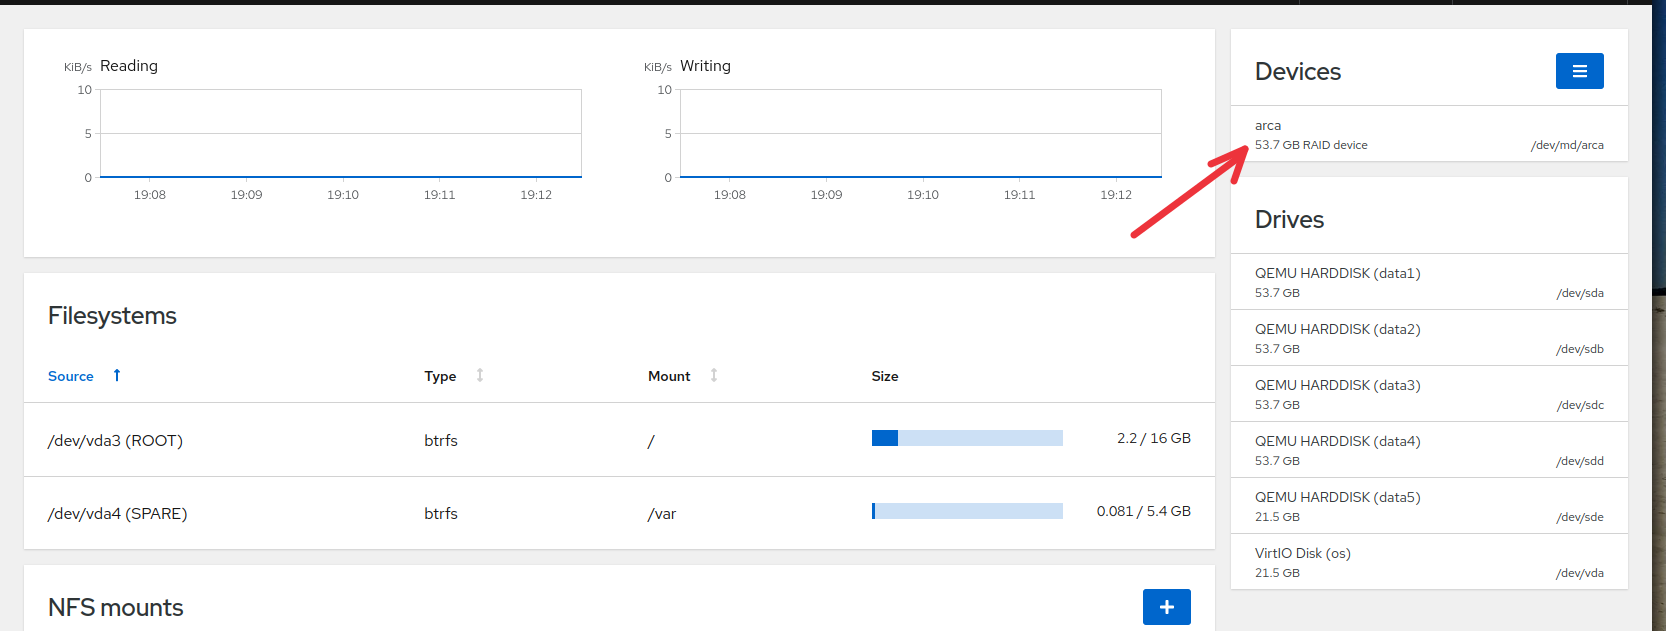 KiB/s Reading
10
5
0
19:08 19:09 19:10 19:11 19:12
KiB/s Writing
10
5
0
19:08 19:09 19:10 19:11 19:12
Filesystems
Source Type Mount Size
/dev/vda3 (ROOT) btrfs / 2.2 / 16 GB
/dev/vda4 (SPARE) btrfs /var 0.081 / 5.4 GB
NFS mounts
Devices
arca
53.7 GB RAID device /dev/md/arca
Drives
QEMU HARDDISK (data1)
53.7 GB /dev/sda
QEMU HARDDISK (data2)
53.7 GB /dev/sdb
QEMU HARDDISK (data3)
53.7 GB /dev/sdc
QEMU HARDDISK (data4)
53.7 GB /dev/sdd
QEMU HARDDISK (data5)
21.5 GB /dev/sde
VirtIO Disk (os)
21.5 GB /dev/vda